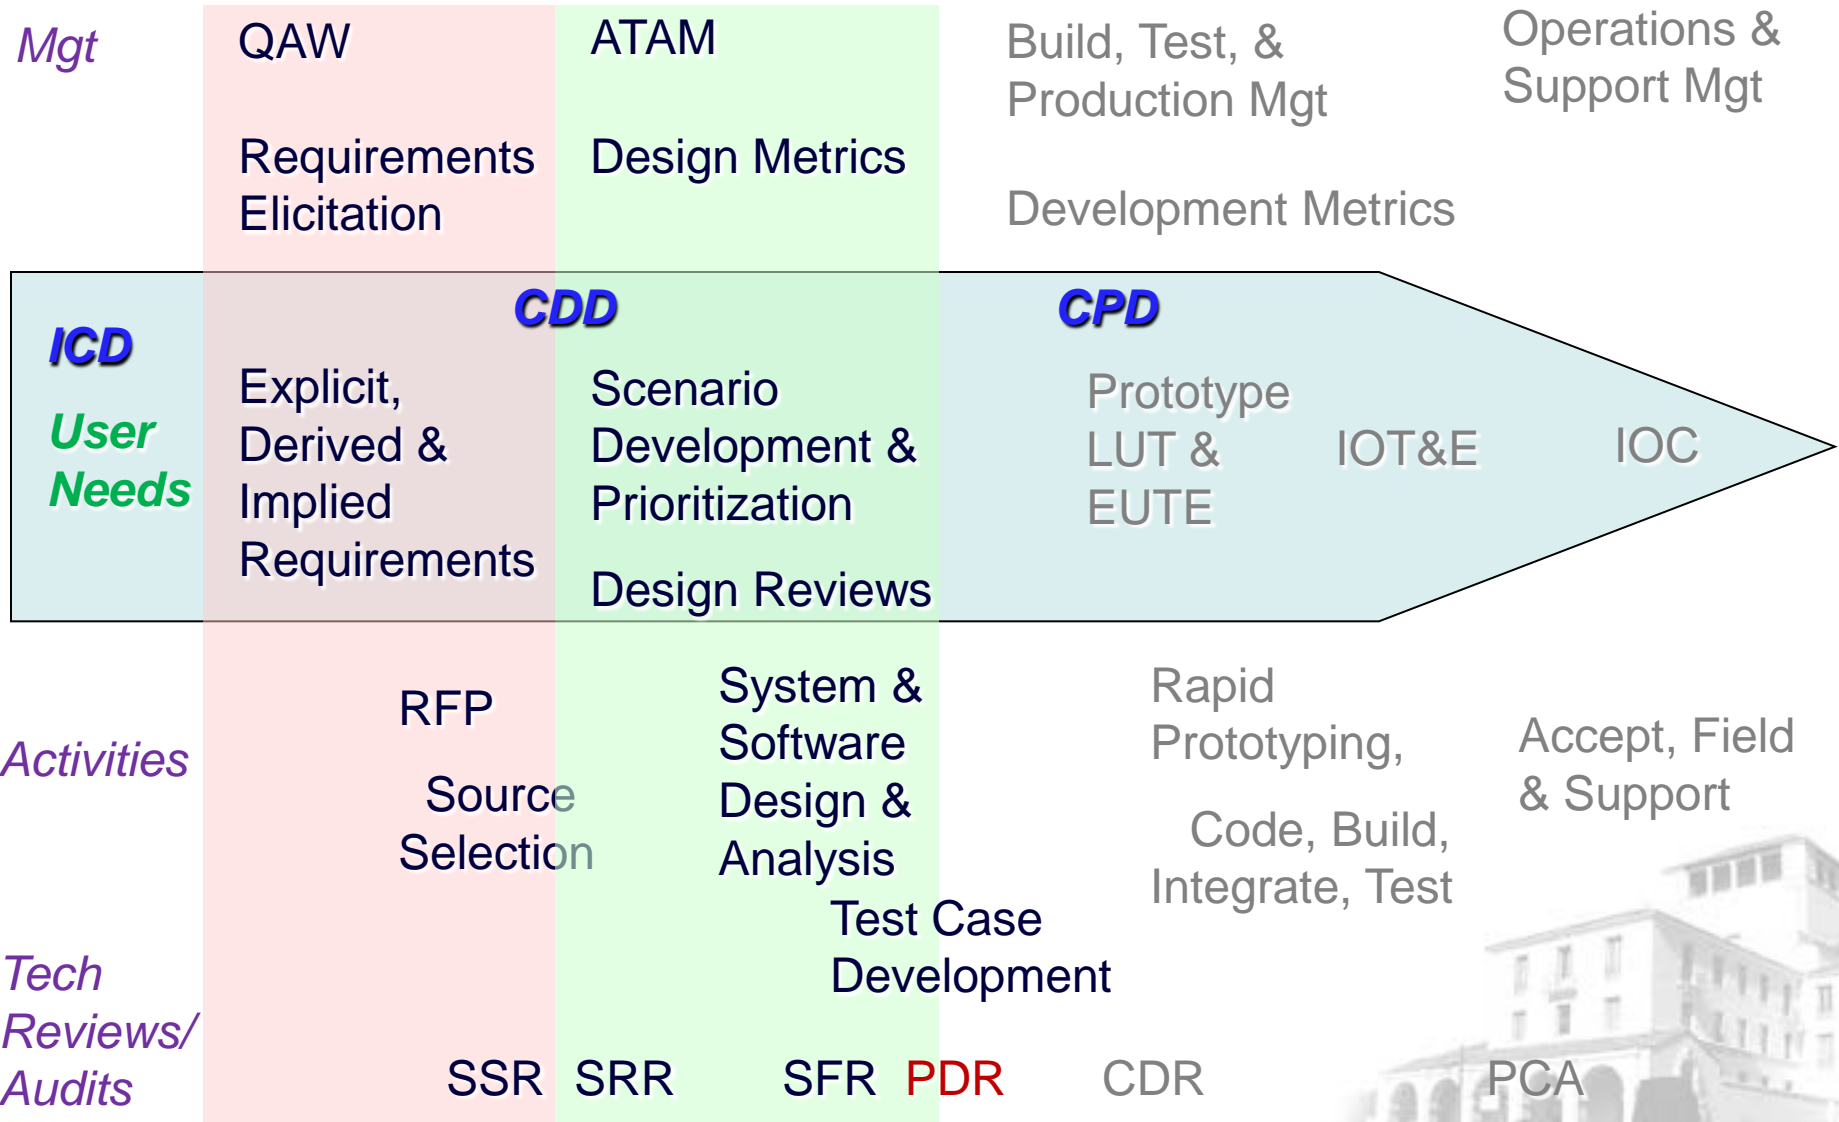 Mgt
QAW
Requirements
Elicitation
ATAM
Design Metrics
Build, Test, &
Production Mgt
Development Metrics
Operations &
Support Mgt
ICD
User
Needs
CDD
Explicit,
Derived &
Implied
Requirements
Scenario
Development &
Prioritization
Design Reviews
CPD
Prototype
LUT &
EUTE
IOT&E
IOC
Activities
RFP
Source
Selection
System &
Software
Design &
Analysis
Test Case
Development
Rapid
Prototyping,
Code, Build,
Integrate, Test
Accept, Field
& Support
Tech
Reviews/
Audits
SSR
SRR
SFR
PDR
CDR
PCA